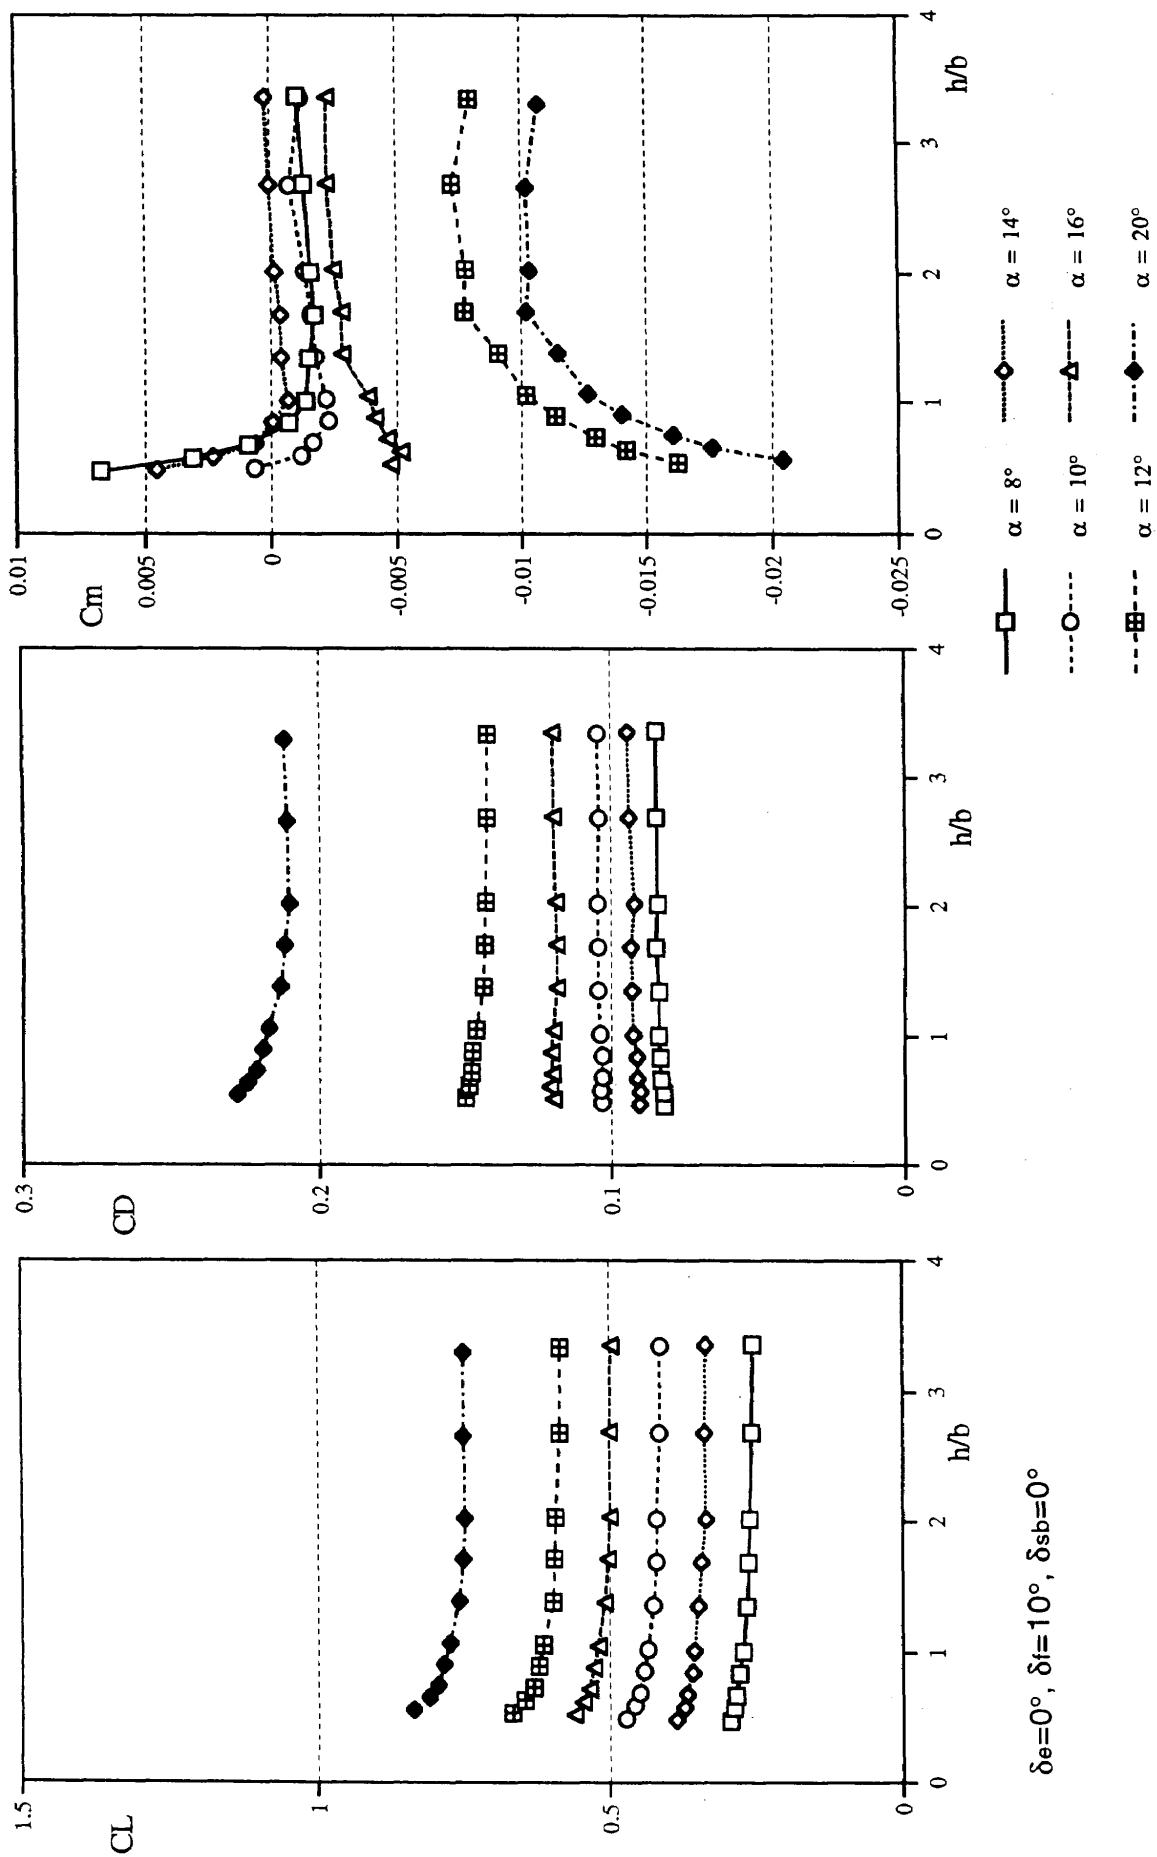 CL
1.5
1
0.5
0
0 1 2 3 4
h/b
CD
0.3
0.2
0.1
0
0 1 2 3 4
h/b
Cm
0.01
0.005
0
-0.005
-0.01
-0.015
-0.02
-0.025
0 1 2 3 4
h/b
α = 8° α = 14°
α = 10° α = 16°
α = 12° α = 20°
δe=0°, δf=10°, δsb=0°